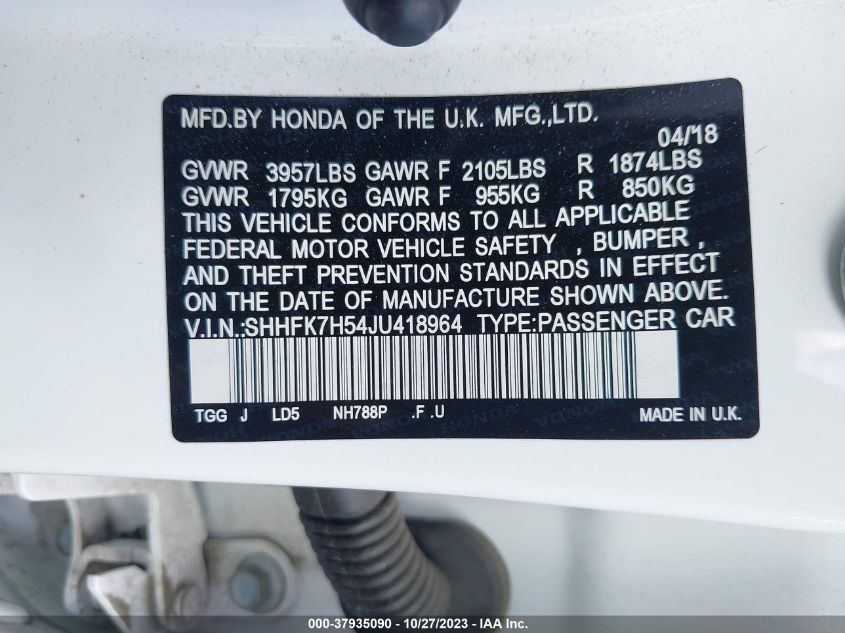 MFD.BY HONDA OF THE U.K. MFG.,LTD.
04/18
GVWR 3957LBS GAWR F 2105LBS R 1874LBS
GVWR 1795KG GAWR F 955KG R 850KG
THIS VEHICLE CONFORMS TO ALL APPLICABLE
FEDERAL MOTOR VEHICLE SAFETY , BUMPER ,
AND THEFT PREVENTION STANDARDS IN EFFECT
ON THE DATE OF MANUFACTURE SHOWN ABOVE.
V.I.N.:SHHFK7H54JU418964 TYPE:PASSENGER CAR
TGG J LD5 NH788P .F .U MADE IN U.K.
000-37935090 - 10/27/2023 - IAA Inc.